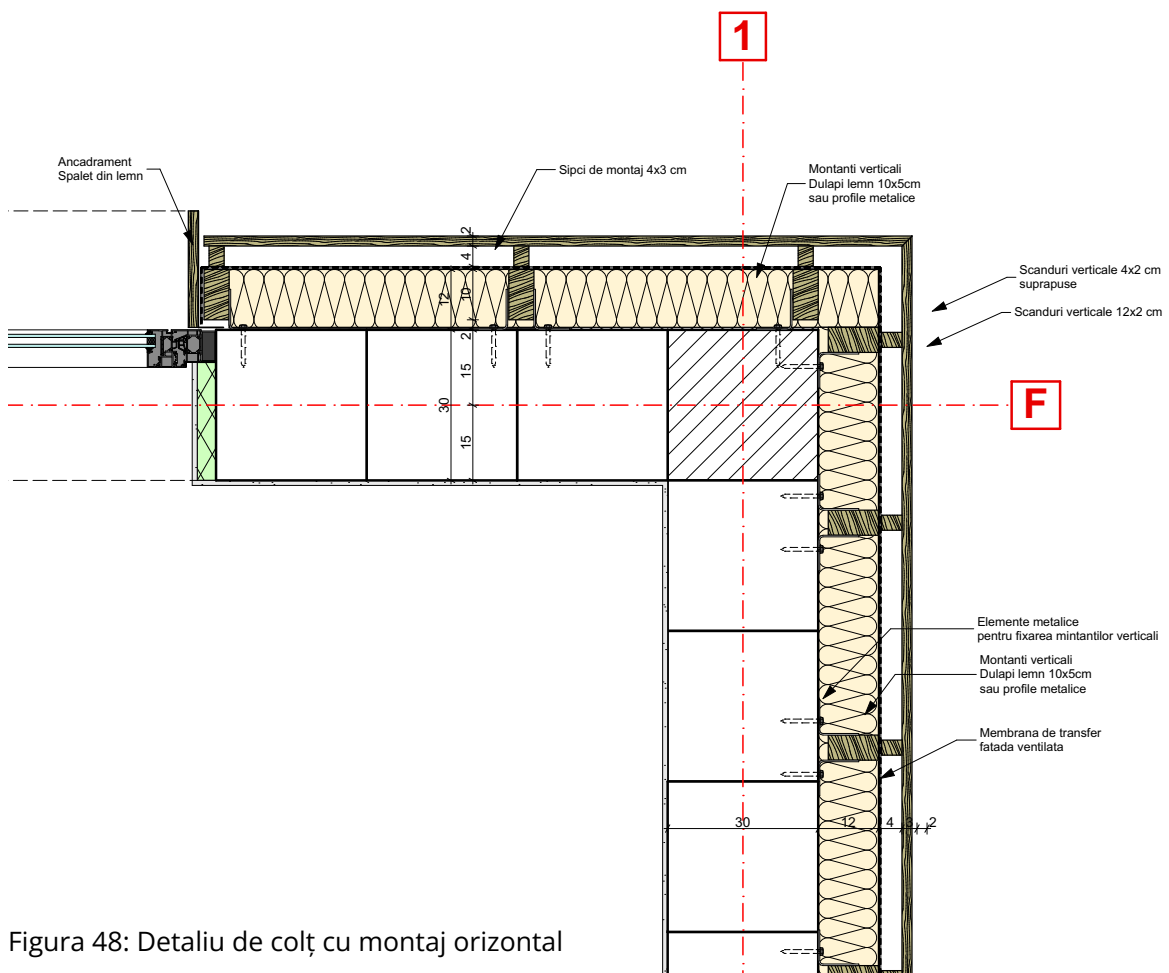 1
Ancadrament
Spalet din lemn
Sipci de montaj 4x3 cm
Montanti verticali
Dulapi lemn 10x5cm
sau profile metalice
2
4
12
10
2
15
30
15
Scanduri verticale 4x2 cm
suprapuse
Scanduri verticale 12x2 cm
F
Elemente metalice
pentru fixarea mintantilor verticali
Montanti verticali
Dulapi lemn 10x5cm
sau profile metalice
Membrana de transfer
fatada ventilata
30
12
4
3
2
Figura 48: Detaliu de colț cu montaj orizontal